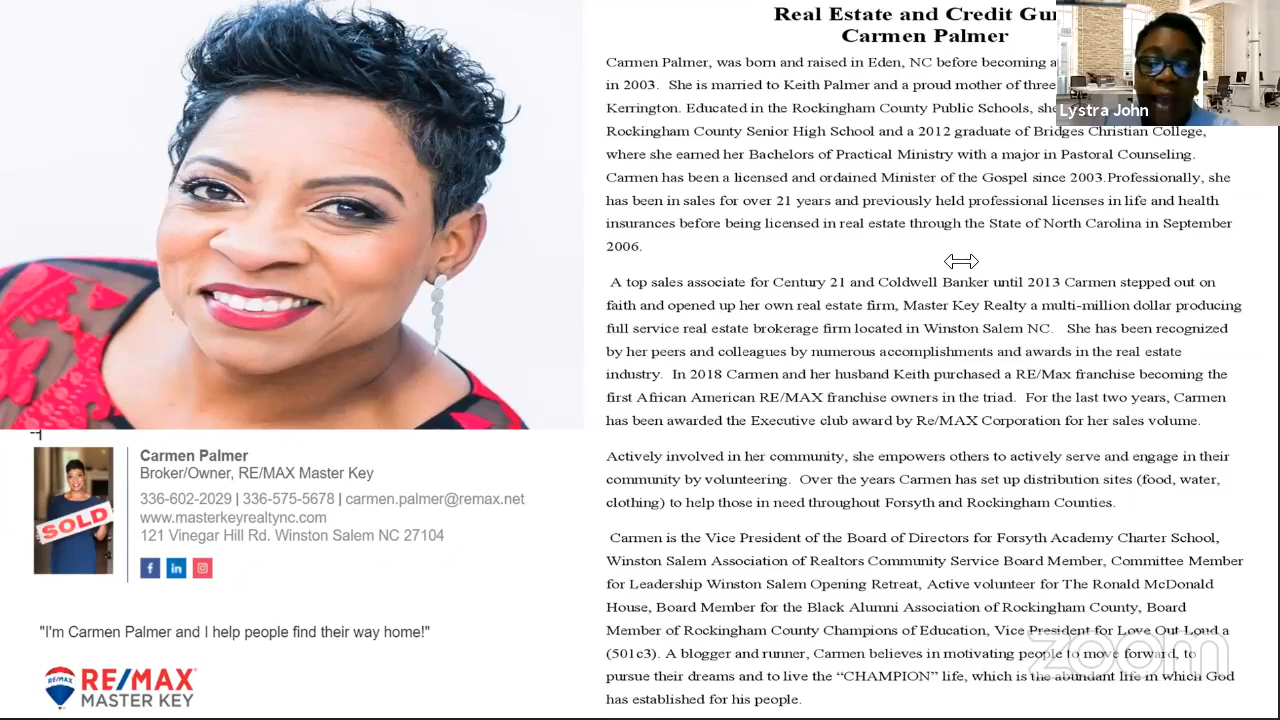 Real Estate and Credit Gu
Carmen Palmer
Lystra John
Carmen Palmer, was born and raised in Eden, NC before becoming a
in 2003. She is married to Keith Palmer and a proud mother of three
Kerrington. Educated in the Rockingham County Public Schools, she
Rockingham County Senior High School and a 2012 graduate of Bridges Christian College,
where she earned her Bachelors of Practical Ministry with a major in Pastoral Counseling.
Carmen has been a licensed and ordained Minister of the Gospel since 2003.Professionally, she
has been in sales for over 21 years and previously held professional licenses in life and health
insurances before being licensed in real estate through the State of North Carolina in September
2006.
A top sales associate for Century 21 and Coldwell Banker until 2013 Carmen stepped out on
faith and opened up her own real estate firm, Master Key Realty a multi-million dollar producing
full service real estate brokerage firm located in Winston Salem NC. She has been recognized
by her peers and colleagues by numerous accomplishments and awards in the real estate
industry. In 2018 Carmen and her husband Keith purchased a RE/Max franchise becoming the
first African American RE/MAX franchise owners in the triad. For the last two years, Carmen
has been awarded the Executive club award by Re/MAX Corporation for her sales volume.
Actively involved in her community, she empowers others to actively serve and engage in their
community by volunteering. Over the years Carmen has set up distribution sites (food, water,
clothing) to help those in need throughout Forsyth and Rockingham Counties.
Carmen is the Vice President of the Board of Directors for Forsyth Academy Charter School,
Winston Salem Association of Realtors Community Service Board Member, Committee Member
for Leadership Winston Salem Opening Retreat, Active volunteer for The Ronald McDonald
House, Board Member for the Black Alumni Association of Rockingham County, Board
Member of Rockingham County Champions of Education, Vice President for Love Out Loud a
(501c3). A blogger and runner, Carmen believes in motivating people to move forward, to
pursue their dreams and to live the “CHAMPION” life, which is the abundant life in which God
has established for his people.
zoom
Carmen Palmer
Broker/Owner, RE/MAX Master Key
336-602-2029 | 336-575-5678 | carmen.palmer@remax.net
www.masterkeyrealtync.com
121 Vinegar Hill Rd. Winston Salem NC 27104
SOLD
"I'm Carmen Palmer and I help people find their way home!"
RE/MAX
MASTER KEY